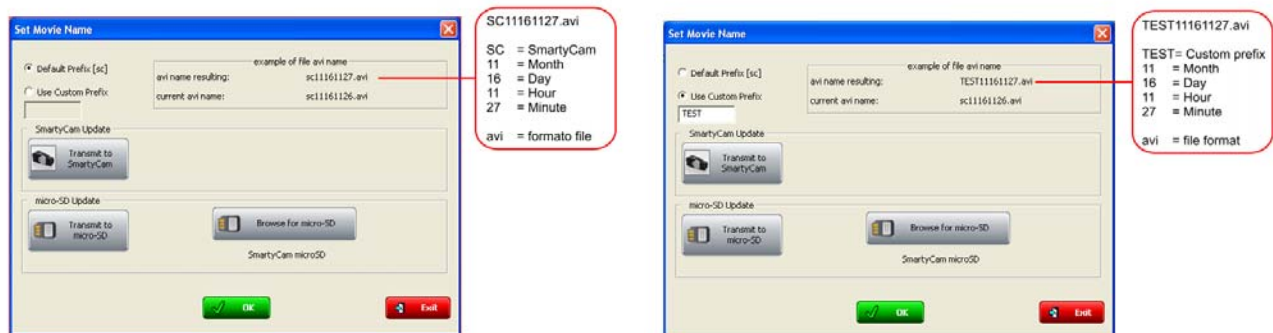 Set Movie Name
Default Prefix [sc]
Use Custom Prefix
example of file avi name
avi name resulting: sc11161127.avi
current avi name: sc11161126.avi
SmartyCam Update
Transmit to
SmartyCam
micro-SD Update
Transmit to
micro-SD
Browse for micro-SD
SmartyCam microSD
OK
Exit
SC11161127.avi
SC = SmartyCam
11 = Month
16 = Day
11 = Hour
27 = Minute
avi = formato file
Set Movie Name
Default Prefix [sc]
Use Custom Prefix
TEST
example of file avi name
avi name resulting: TEST11161127.avi
current avi name: sc11161126.avi
SmartyCam Update
Transmit to
SmartyCam
micro-SD Update
Transmit to
micro-SD
Browse for micro-SD
SmartyCam microSD
OK
Exit
TEST11161127.avi
TEST= Custom prefix
11 = Month
16 = Day
11 = Hour
27 = Minute
avi = file format